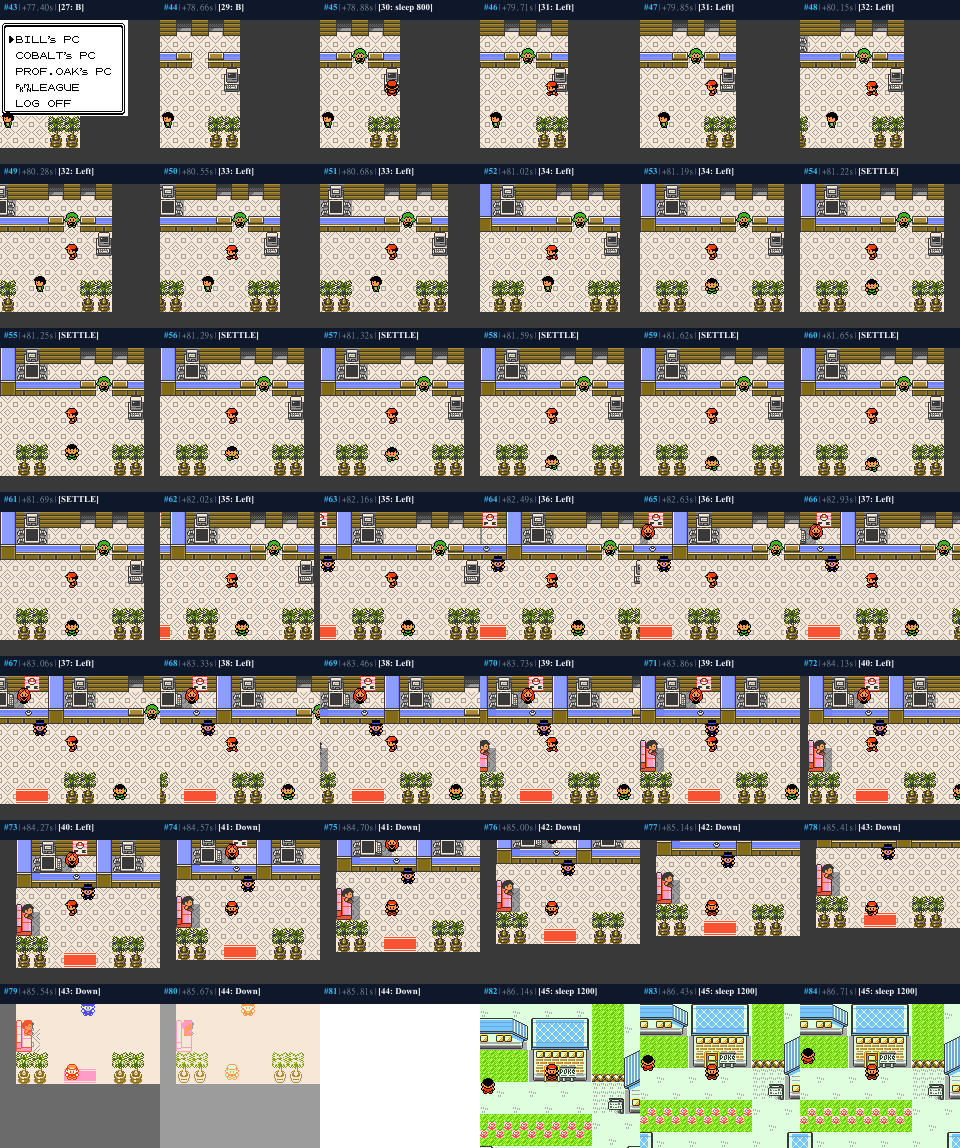 #43|+77.40s|[27: B]
#44|+78.66s|[29: B]
#45|+78.88s|[30: sleep 800]
#46|+79.71s|[31: Left]
#47|+79.85s|[31: Left]
#48|+80.15s|[32: Left]
BILL's PC
COBALT's PC
PROF.OAK's PC
LEAGUE
LOG OFF
#49|+80.28s|[32: Left]
#50|+80.55s|[33: Left]
#51|+80.68s|[33: Left]
#52|+81.02s|[34: Left]
#53|+81.19s|[34: Left]
#54|+81.22s|[SETTLE]
#55|+81.25s|[SETTLE]
#56|+81.29s|[SETTLE]
#57|+81.32s|[SETTLE]
#58|+81.59s|[SETTLE]
#59|+81.62s|[SETTLE]
#60|+81.65s|[SETTLE]
#61|+81.69s|[SETTLE]
#62|+82.02s|[35: Left]
#63|+82.16s|[35: Left]
#64|+82.49s|[36: Left]
#65|+82.63s|[36: Left]
#66|+82.93s|[37: Left]
#67|+83.06s|[37: Left]
#68|+83.33s|[38: Left]
#69|+83.46s|[38: Left]
#70|+83.73s|[39: Left]
#71|+83.86s|[39: Left]
#72|+84.13s|[40: Left]
#73|+84.27s|[40: Left]
#74|+84.57s|[41: Down]
#75|+84.70s|[41: Down]
#76|+85.00s|[42: Down]
#77|+85.14s|[42: Down]
#78|+85.41s|[43: Down]
#79|+85.54s|[43: Down]
#80|+85.67s|[44: Down]
#81|+85.81s|[44: Down]
#82|+86.14s|[45: sleep 1200]
#83|+86.43s|[45: sleep 1200]
#84|+86.71s|[45: sleep 1200]
POKE
POKE
POKE